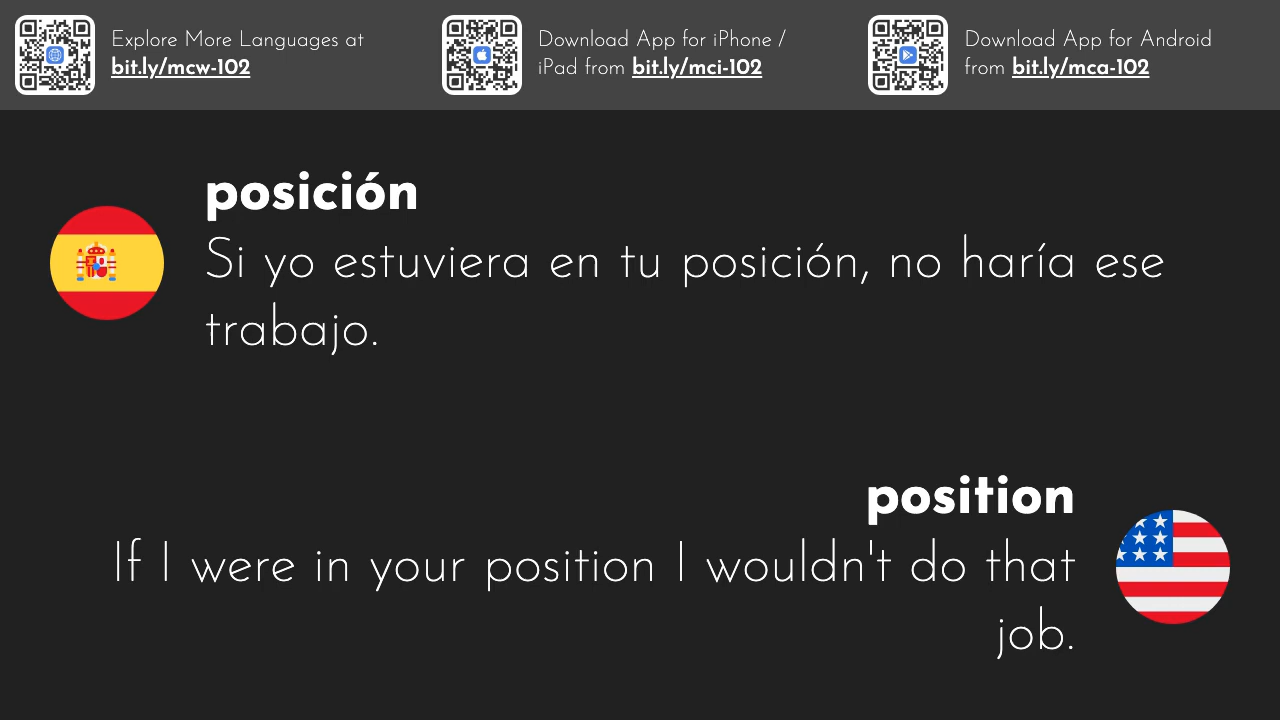 Explore More Languages at
bit.ly/mcw-102
Download App for iPhone /
iPad from bit.ly/mci-102
Download App for Android
from bit.ly/mca-102
posición
Si yo estuviera en tu posición, no haría ese
trabajo.
position
If I were in your position I wouldn't do that
job.